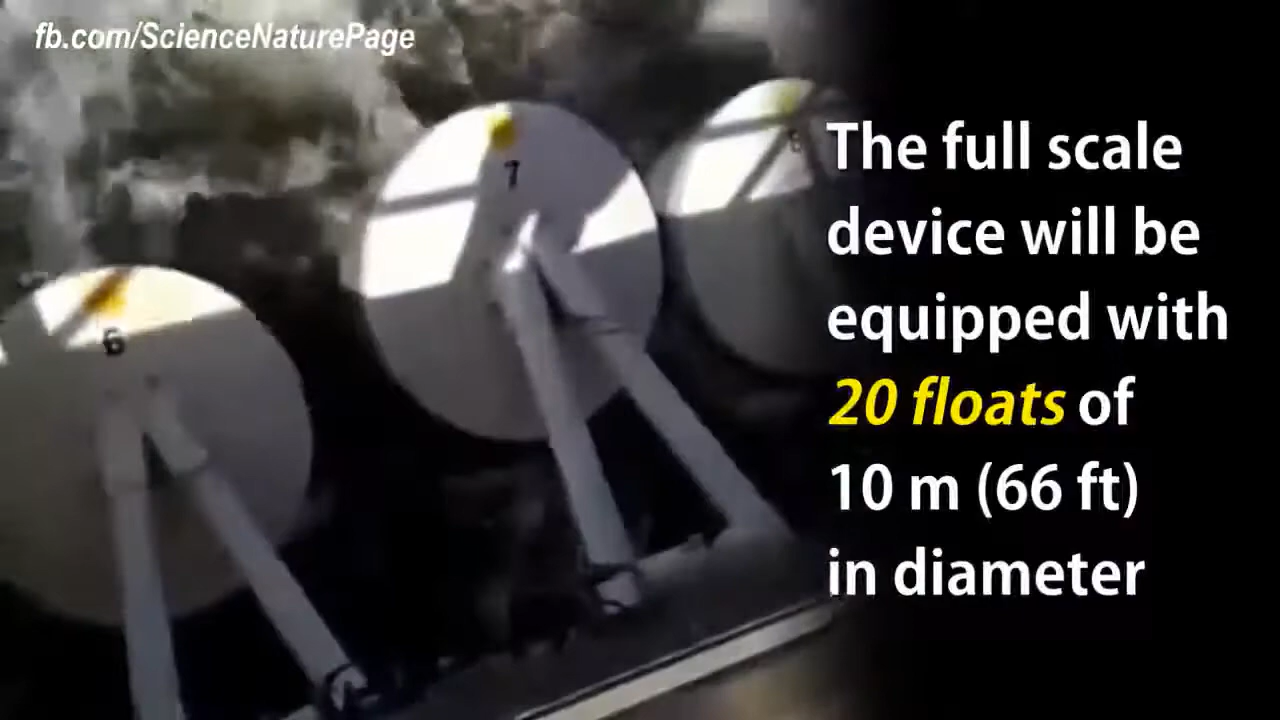 fb.com/ScienceNaturePage
The full scale
device will be
equipped with
20 floats of
10 m (66 ft)
in diameter
6
7
8